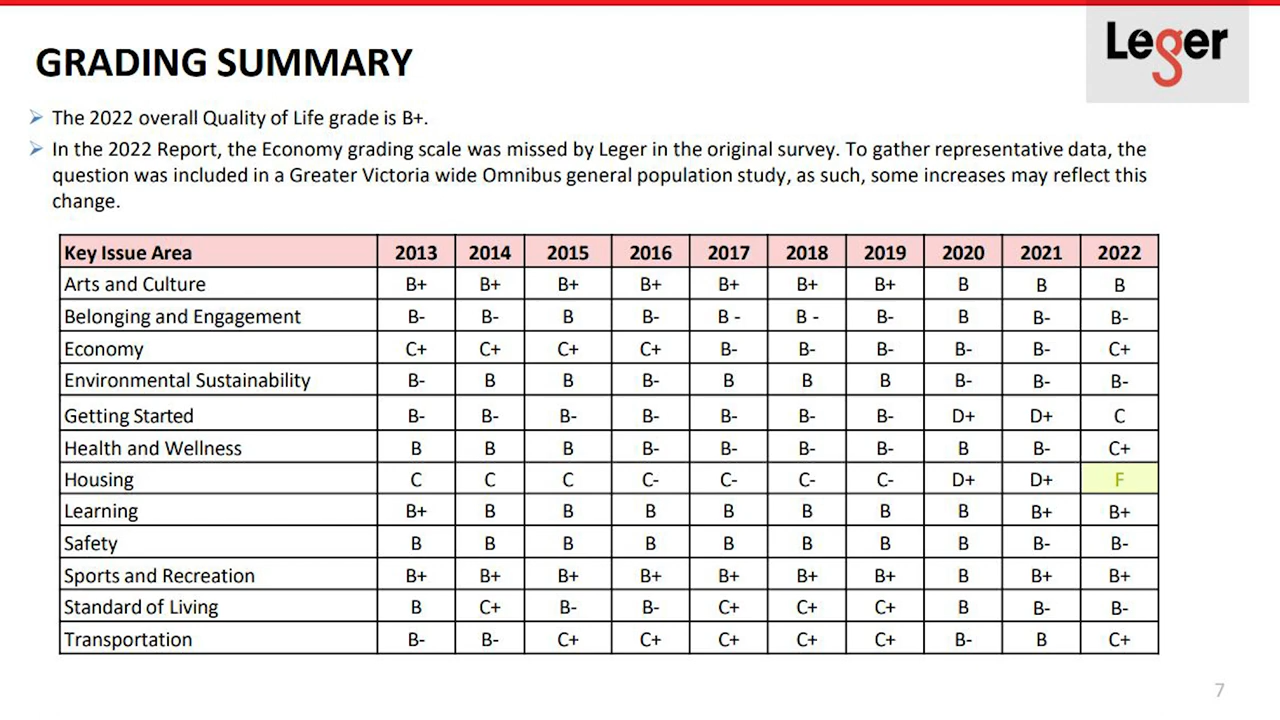 Leger
GRADING SUMMARY
The 2022 overall Quality of Life grade is B+.
In the 2022 Report, the Economy grading scale was missed by Leger in the original survey. To gather representative data, the
question was included in a Greater Victoria wide Omnibus general population study, as such, some increases may reflect this
change.
Key Issue Area 2013 2014 2015 2016 2017 2018 2019 2020 2021 2022
Arts and Culture B+ B+ B+ B+ B+ B+ B+ B B B
Belonging and Engagement B- B- B B- B - B - B- B B- B-
Economy C+ C+ C+ C+ B- B- B- B- B- C+
Environmental Sustainability B- B B B- B B B B- B- B-
Getting Started B- B- B- B- B- B- B- D+ D+ C
Health and Wellness B B B B- B- B- B- B B- C+
Housing C C C C- C- C- C- D+ D+ F
Learning B+ B B B B B B B B+ B+
Safety B B B B B B B B B- B-
Sports and Recreation B+ B+ B+ B+ B+ B+ B+ B B+ B+
Standard of Living B C+ B- B- C+ C+ C+ B B- B-
Transportation B- B- C+ C+ C+ C+ C+ B- B C+
7